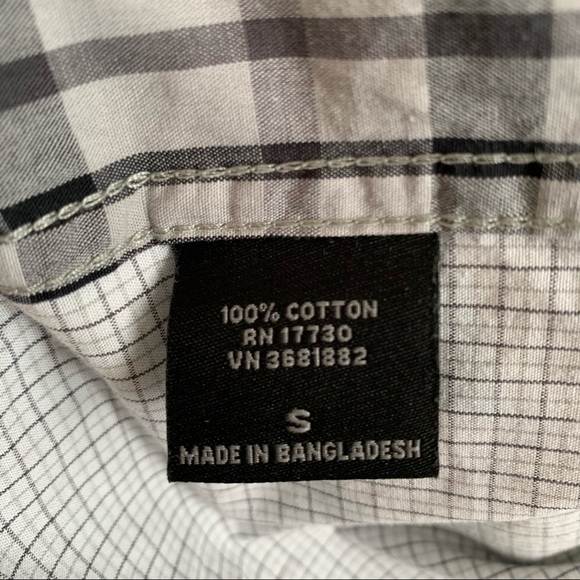 100% COTTON
RN 17730
VN 3681882
S
MADE IN BANGLADESH